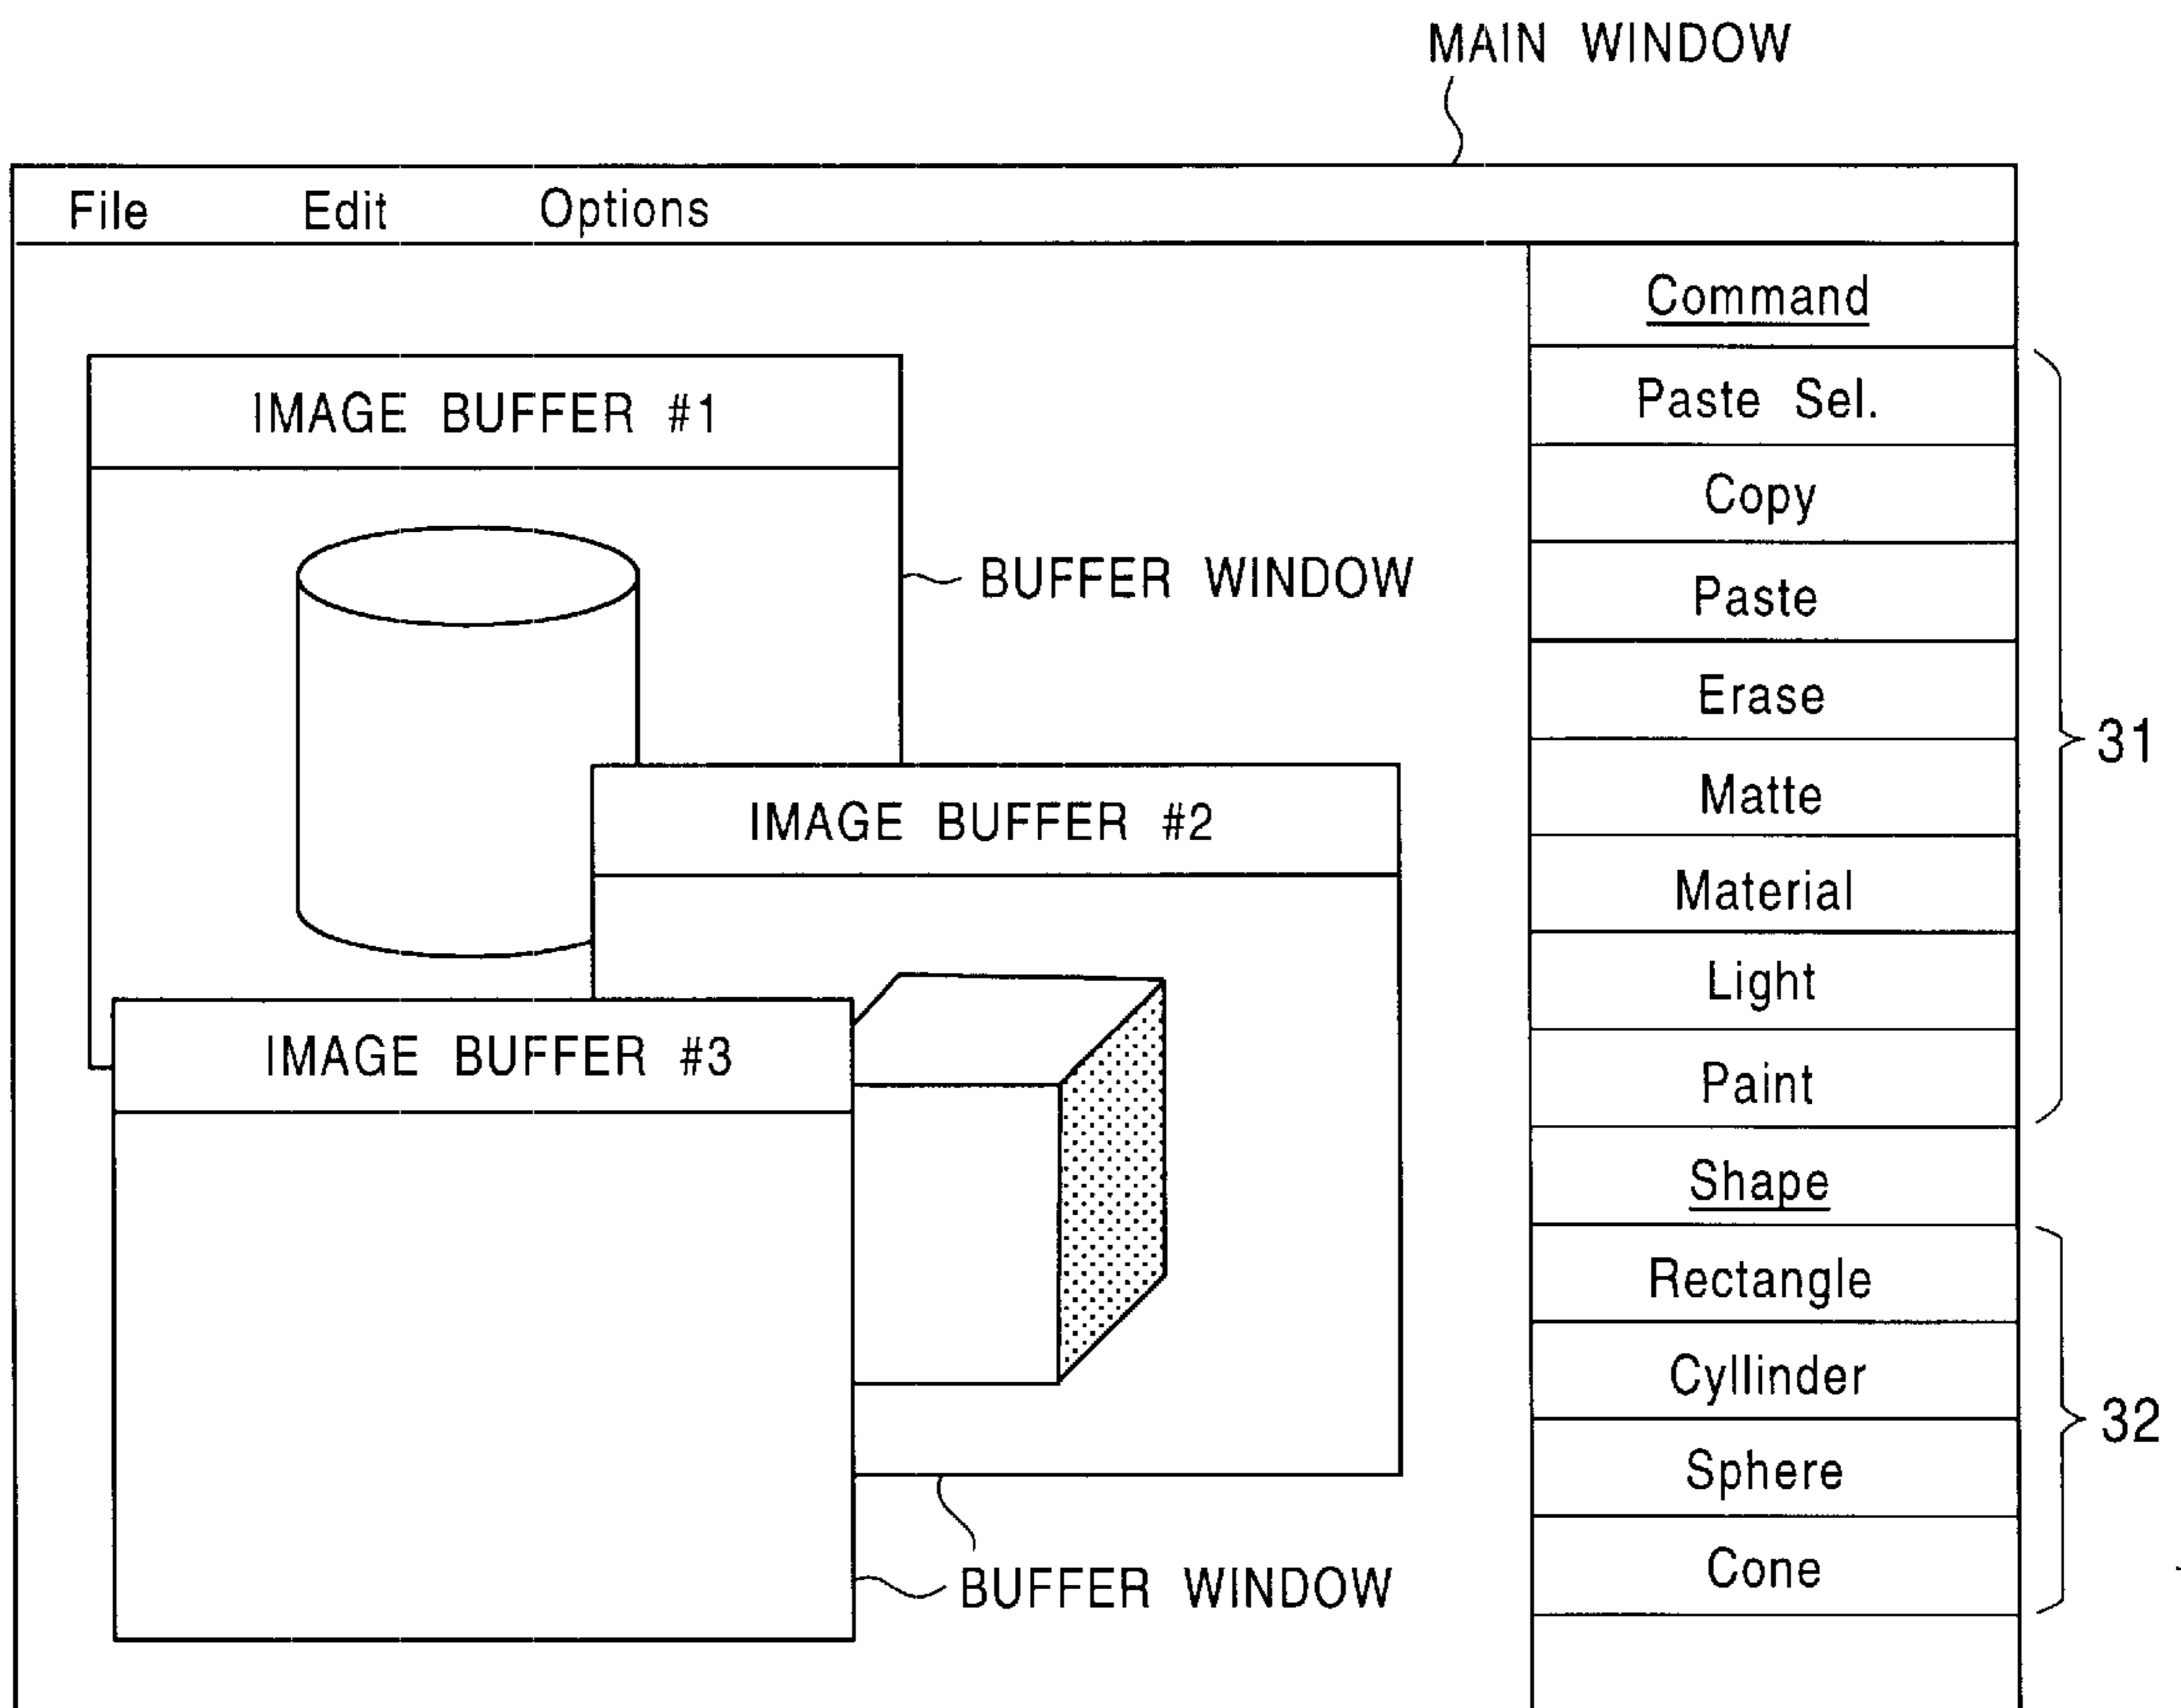 MAIN WINDOW
File Edit Options
Command
IMAGE BUFFER #1
Paste Sel.
Copy
BUFFER WINDOW
Paste
Erase
31
IMAGE BUFFER #2
Matte
Material
Light
IMAGE BUFFER #3
Paint
Shape
Rectangle
Cyllinder
32
Sphere
BUFFER WINDOW
Cone